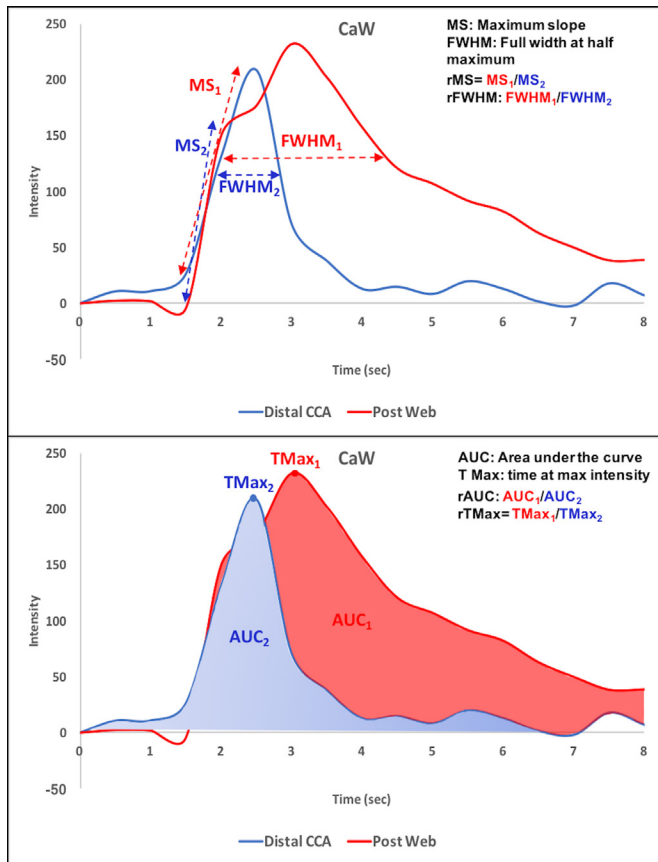 CaW
MS: Maximum slope
FWHM: Full width at half
maximum
rMS= MS₁/MS₂
rFWHM: FWHM₁/FWHM₂
250
200
150
100
50
0
-50
Intensity
MS₁
MS₂
FWHM₁
FWHM₂
0 1 2 3 4 5 6 7 8
Time (sec)
Distal CCA Post Web
CaW
AUC: Area under the curve
T Max: time at max intensity
rAUC: AUC₁/AUC₂
rTMax= TMax₁/TMax₂
250
200
150
100
50
0
-50
Intensity
TMax₁
TMax₂
AUC₁
AUC₂
0 1 2 3 4 5 6 7 8
Time (sec)
Distal CCA Post Web